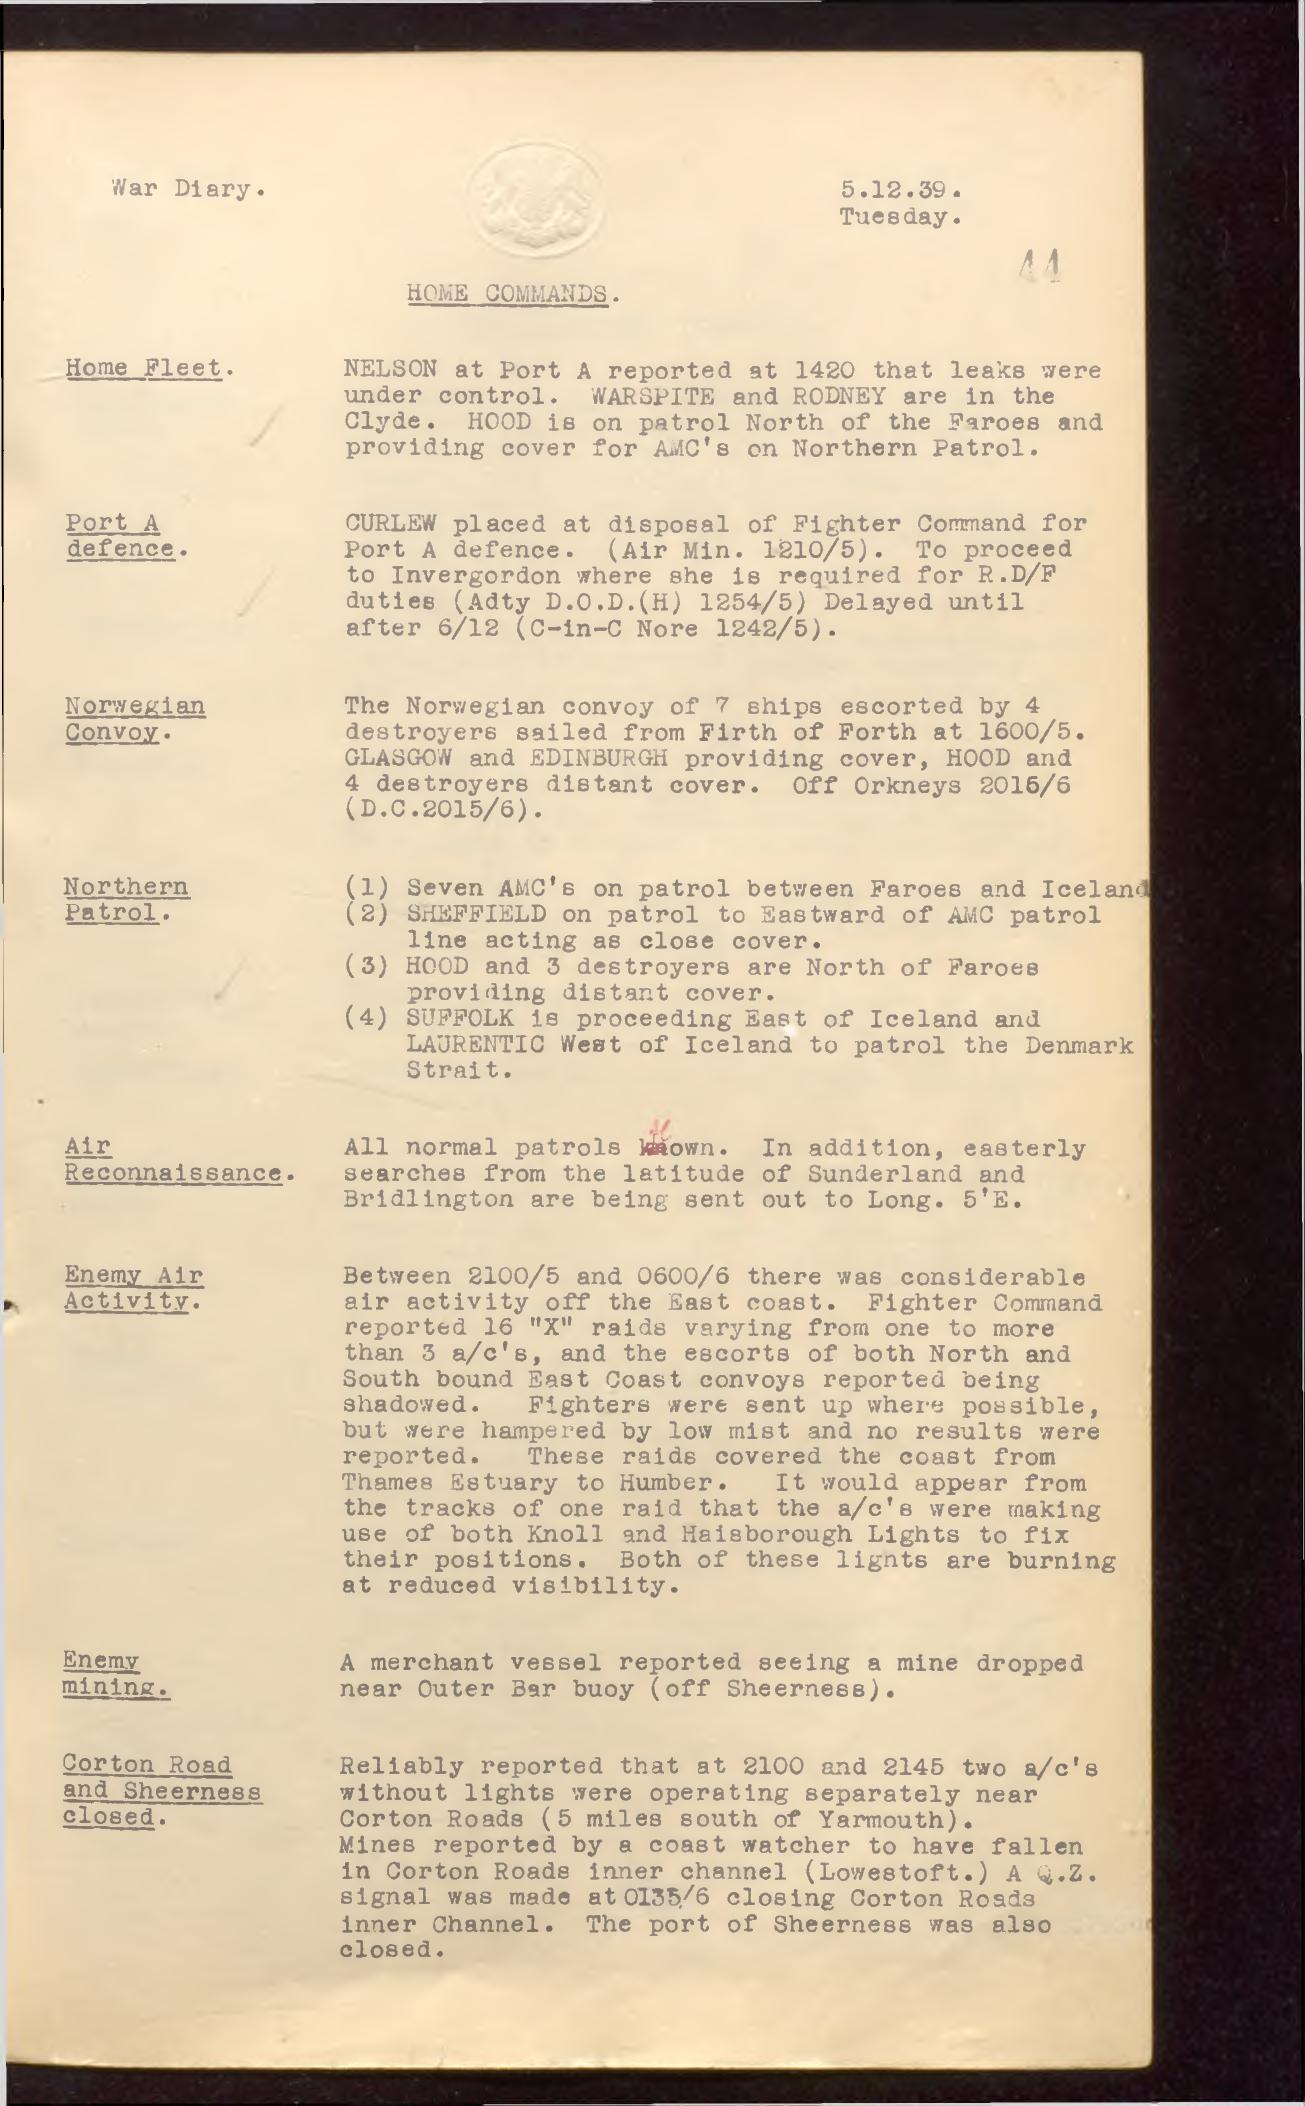 War Diary.
5.12.39.
Tuesday.
44
HOME COMMANDS.
Home Fleet.
NELSON at Port A reported at 1420 that leaks were
under control. WARSPITE and RODNEY are in the
Clyde. HOOD is on patrol North of the Faroes and
providing cover for AMC's on Northern Patrol.
Port A
defence.
CURLEW placed at disposal of Fighter Command for
Port A defence. (Air Min. 1210/5). To proceed
to Invergordon where she is required for R.D/F
duties (Adty D.O.D.(H) 1254/5) Delayed until
after 6/12 (C-in-C Nore 1242/5).
Norwegian
Convoy.
The Norwegian convoy of 7 ships escorted by 4
destroyers sailed from Firth of Forth at 1600/5.
GLASGOW and EDINBURGH providing cover, HOOD and
4 destroyers distant cover. Off Orkneys 2015/6
(D.C.2015/6).
Northern
Patrol.
(1) Seven AMC's on patrol between Faroes and Iceland
(2) SHEFFIELD on patrol to Eastward of AMC patrol
line acting as close cover.
(3) HOOD and 3 destroyers are North of Faroes
providing distant cover.
(4) SUFFOLK is proceeding East of Iceland and
LAURENTIC West of Iceland to patrol the Denmark
Strait.
Air
Reconnaissance.
All normal patrols flown. In addition, easterly
searches from the latitude of Sunderland and
Bridlington are being sent out to Long. 5'E.
Enemy Air
Activity.
Between 2100/5 and 0600/6 there was considerable
air activity off the East coast. Fighter Command
reported 16 "X" raids varying from one to more
than 3 a/c's, and the escorts of both North and
South bound East Coast convoys reported being
shadowed. Fighters were sent up where possible,
but were hampered by low mist and no results were
reported. These raids covered the coast from
Thames Estuary to Humber. It would appear from
the tracks of one raid that the a/c's were making
use of both Knoll and Haisborough Lights to fix
their positions. Both of these lights are burning
at reduced visibility.
Enemy
mining.
A merchant vessel reported seeing a mine dropped
near Outer Bar buoy (off Sheerness).
Corton Road
and Sheerness
closed.
Reliably reported that at 2100 and 2145 two a/c's
without lights were operating separately near
Corton Roads (5 miles south of Yarmouth).
Mines reported by a coast watcher to have fallen
in Corton Roads inner channel (Lowestoft.) A Q.Z.
signal was made at 0135/6 closing Corton Roads
inner Channel. The port of Sheerness was also
closed.